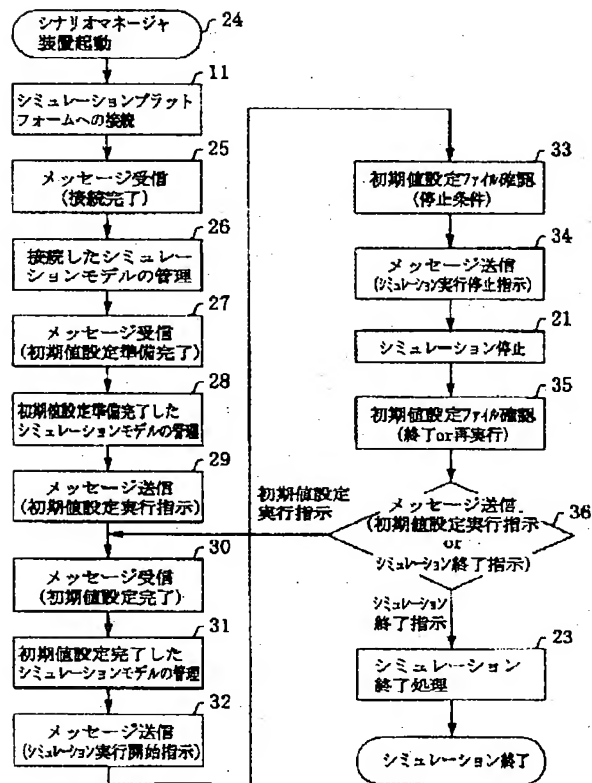 シナリオマネージャ
装置起動
24
11
シミュレーションプラット
フォームへの接続
25
メッセージ受信
(接続完了)
26
接続したシミュレー
ションモデルの管理
27
メッセージ受信
(初期値設定準備完了)
28
初期値設定準備完了した
シミュレーションモデルの管理
29
メッセージ送信
(初期値設定実行指示)
30
メッセージ受信
(初期値設定完了)
31
初期値設定完了した
シミュレーションモデルの管理
32
メッセージ送信
(シミュレーション実行開始指示)
33
初期値設定ファイル確認
(停止条件)
34
メッセージ送信
(シミュレーション実行停止指示)
21
シミュレーション停止
35
初期値設定ファイル確認
(終了or再実行)
初期値設定
実行指示
メッセージ送信
(初期値設定実行指示
or
シミュレーション終了指示)
36
シミュレーション
終了指示
23
シミュレーション
終了処理
シミュレーション終了